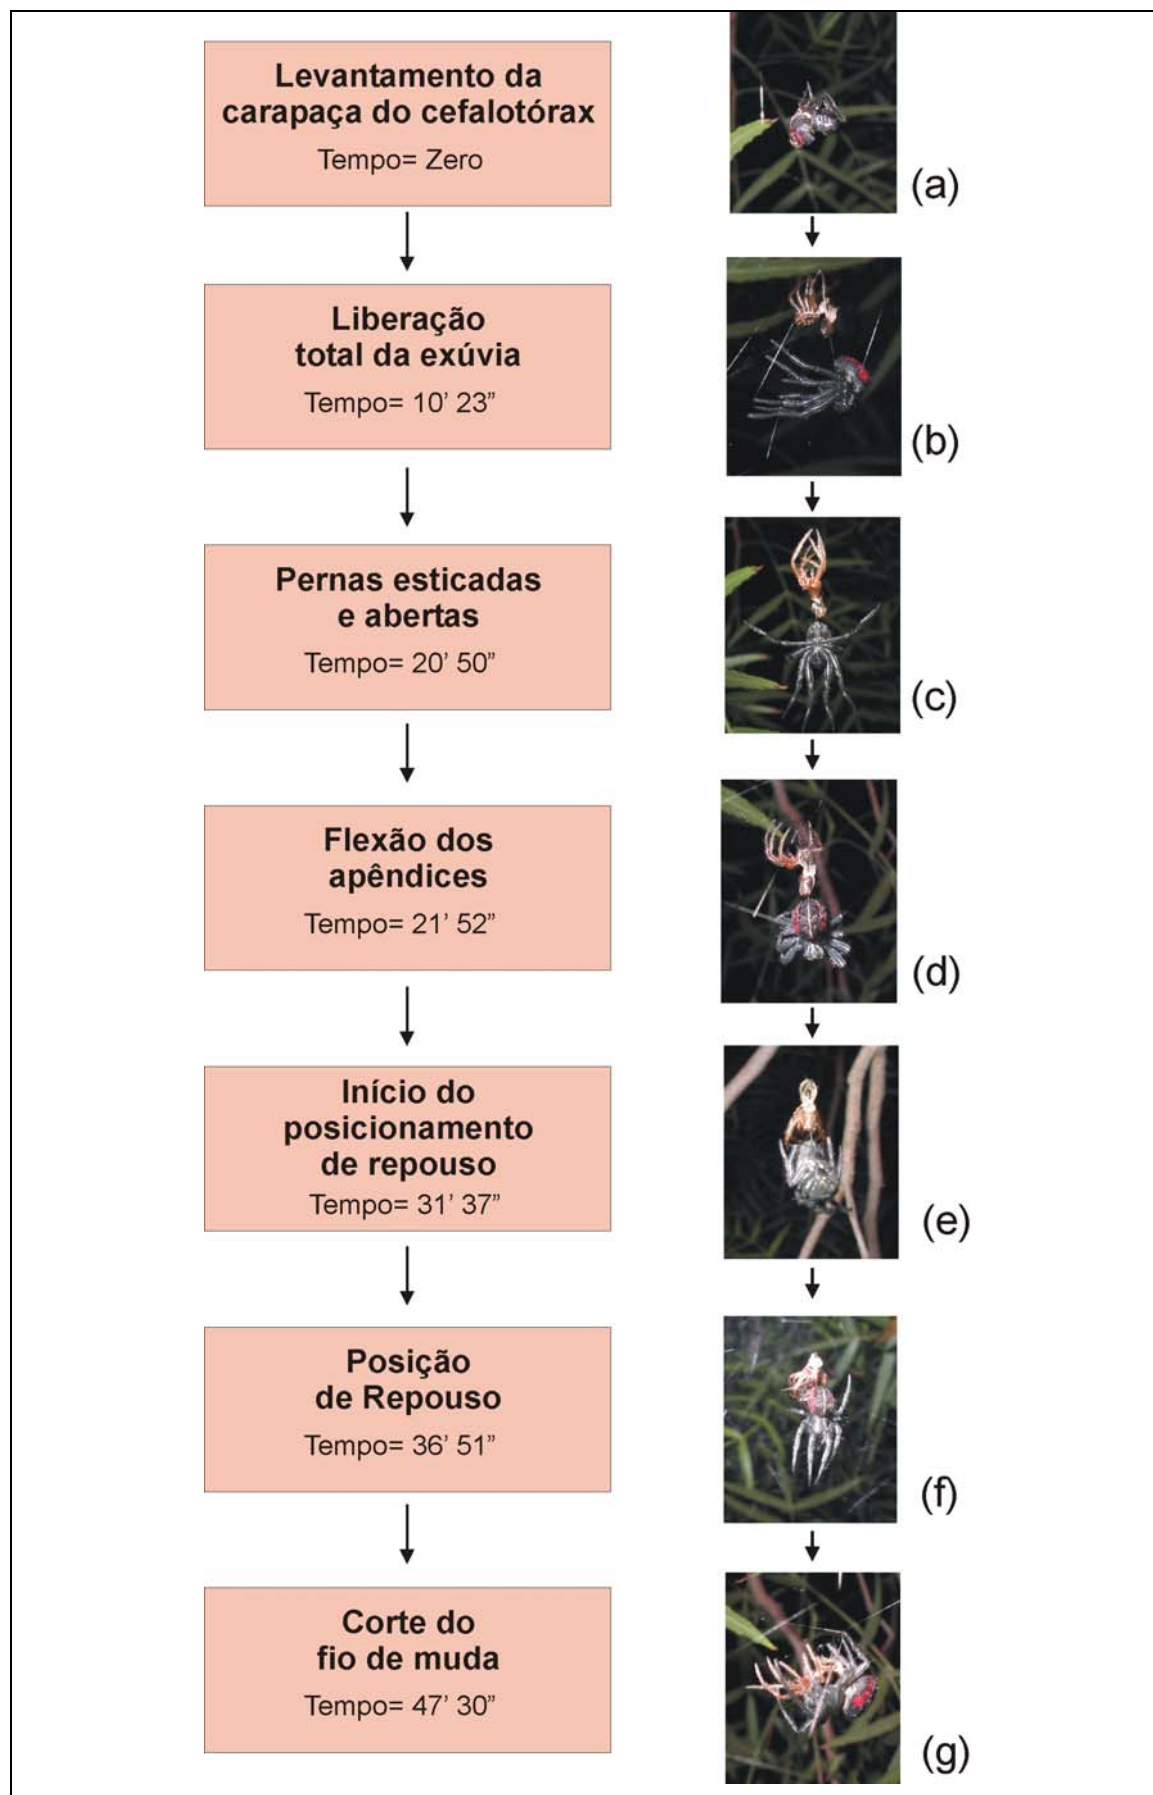 Levantamento da
carapaça do cefalotórax
Tempo= Zero
(a)
Liberação
total da exúvia
Tempo= 10’ 23”
(b)
Pernas esticadas
e abertas
Tempo= 20’ 50”
(c)
Flexão dos
apêndices
Tempo= 21’ 52”
(d)
Início do
posicionamento
de repouso
Tempo= 31’ 37”
(e)
Posição
de Repouso
Tempo= 36’ 51”
(f)
Corte do
fio de muda
Tempo= 47’ 30”
(g)